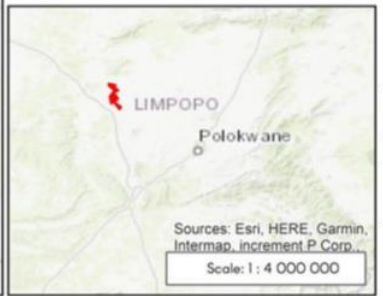 LIMPOPO
Polokwane
Sources: Esri, HERE, Garmin,
Intermap, increment P Corp.,
Scale: 1 : 4 000 000